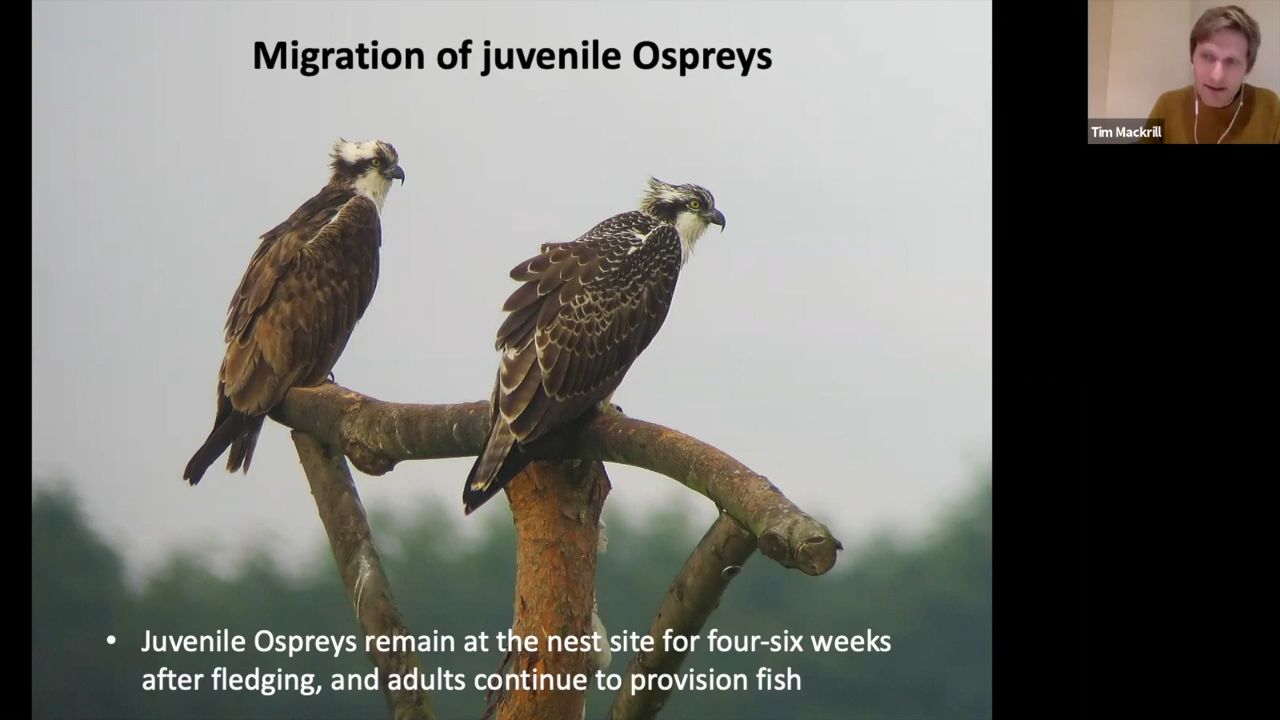 Migration of juvenile Ospreys
Tim Mackrill
• Juvenile Ospreys remain at the nest site for four-six weeks
after fledging, and adults continue to provision fish